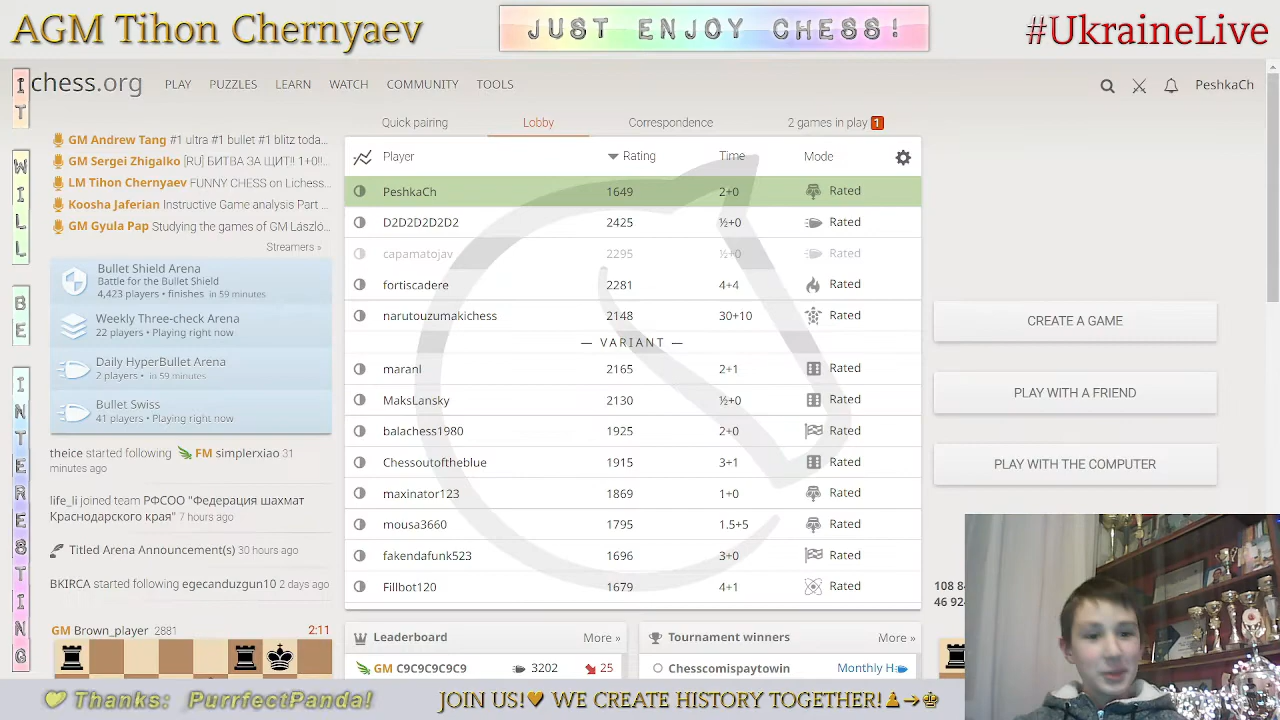 AGM Tihon Chernyaev
JUST ENJOY CHESS!
#UkraineLive
IT WILL BE INTERESTING
chess.org
PLAY
PUZZLES
LEARN
WATCH
COMMUNITY
TOOLS
PeshkaCh
GM Andrew Tang #1 ultra #1 bullet #1 blitz toda...
GM Sergei Zhigalko [RU] БИТВА ЗА ЩИТ!! 1+0!!...
LM Tihon Chernyaev FUNNY CHESS on Lichess...
Koosha Jaferian Instructive Game analysis Part ...
GM Gyula Pap Studying the games of GM László...
Streamers »
Bullet Shield Arena
Battle for the Bullet Shield
4,423 players • finishes in 59 minutes
Weekly Three-check Arena
22 players • Playing right now
Daily HyperBullet Arena
2 players • in 59 minutes
Bullet Swiss
41 players • Playing right now
theice started following FM simplerxiao 31
minutes ago
life_li joined team РФСОО "Федерация шахмат
Краснодарского края" 7 hours ago
Titled Arena Announcement(s) 30 hours ago
BKIRCA started following egecanduzgun10 2 days ago
GM Brown_player 2881 2:11
Quick pairing
Lobby
Correspondence
2 games in play 1
Player Rating Time Mode
PeshkaCh 1649 2+0 Rated
D2D2D2D2D2 2425 ½+0 Rated
capamatojav 2295 ½+0 Rated
fortiscadere 2281 4+4 Rated
narutouzumakichess 2148 30+10 Rated
— VARIANT —
maranl 2165 2+1 Rated
MaksLansky 2130 ½+0 Rated
balachess1980 1925 2+0 Rated
Chessoutoftheblue 1915 3+1 Rated
maxinator123 1869 1+0 Rated
mousa3660 1795 1.5+5 Rated
fakendafunk523 1696 3+0 Rated
Fillbot120 1679 4+1 Rated
CREATE A GAME
PLAY WITH A FRIEND
PLAY WITH THE COMPUTER
108 84
46 92
Leaderboard More »
GM C9C9C9C9C9 3202 25
Tournament winners More »
Chesscomispaytowin Monthly H
Thanks: PurrfectPanda!
JOIN US! WE CREATE HISTORY TOGETHER!